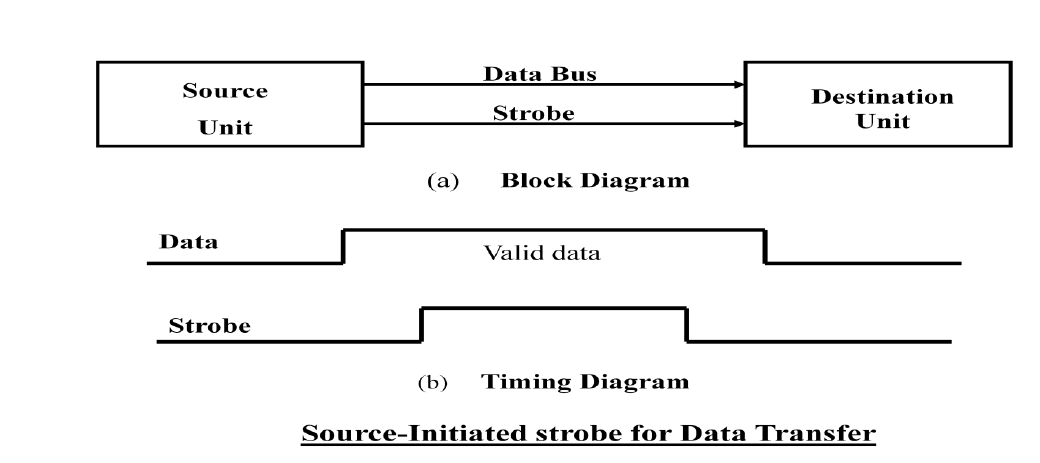 Source
Unit
Data Bus
Strobe
Destination
Unit
(a) Block Diagram
Data
Valid data
Strobe
(b) Timing Diagram
Source-Initiated strobe for Data Transfer